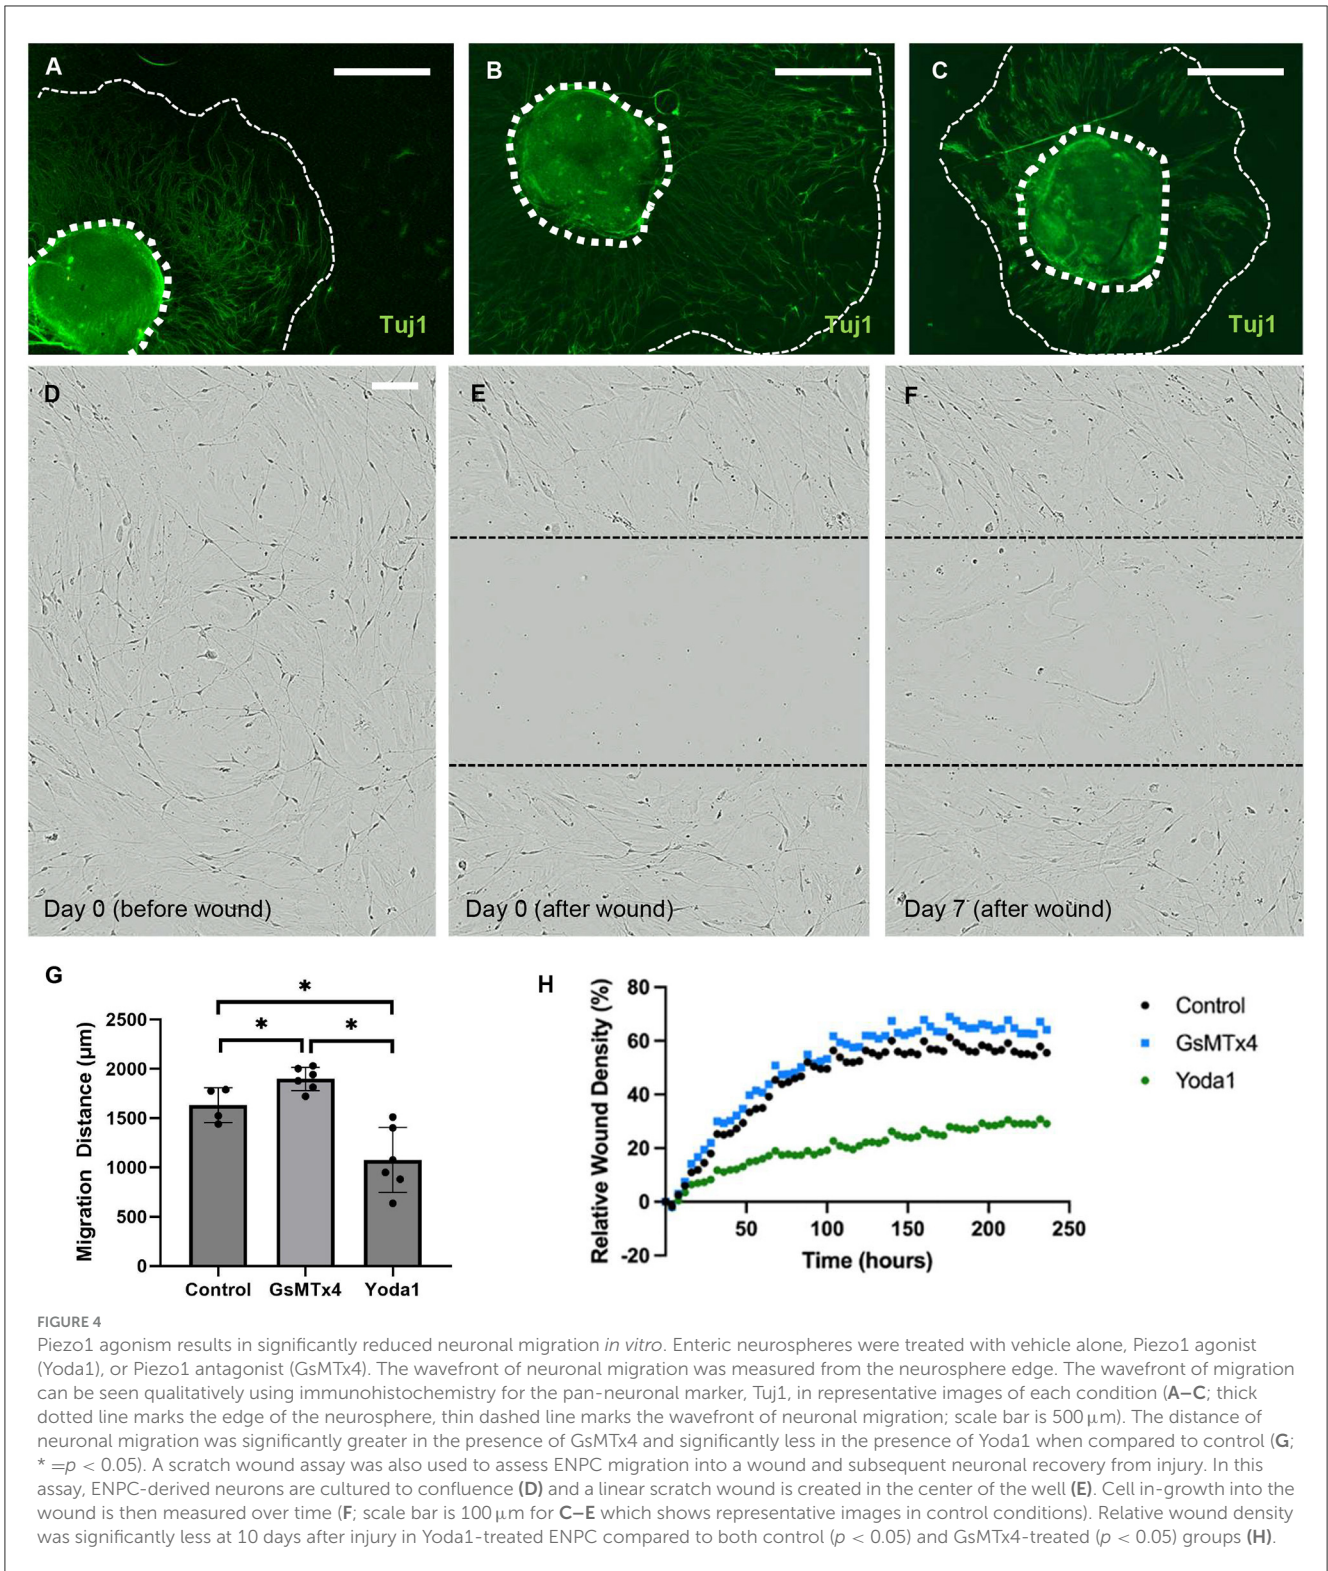 A
B
C
Tuj1
Tuj1
Tuj1
D
E
F
Day 0 (before wound)
Day 0 (after wound)
Day 7 (after wound)
G
Migration Distance (µm)
2500
2000
1500
1000
500
0
*
*
*
Control
GsMTx4
Yoda1
H
Relative Wound Density (%)
80
60
40
20
0
-20
50
100
150
200
250
Time (hours)
Control
GsMTx4
Yoda1
FIGURE 4
Piezo1 agonism results in significantly reduced neuronal migration in vitro. Enteric neurospheres were treated with vehicle alone, Piezo1 agonist
(Yoda1), or Piezo1 antagonist (GsMTx4). The wavefront of neuronal migration was measured from the neurosphere edge. The wavefront of migration
can be seen qualitatively using immunohistochemistry for the pan-neuronal marker, Tuj1, in representative images of each condition (A–C; thick
dotted line marks the edge of the neurosphere, thin dashed line marks the wavefront of neuronal migration; scale bar is 500 µm). The distance of
neuronal migration was significantly greater in the presence of GsMTx4 and significantly less in the presence of Yoda1 when compared to control (G;
* =p < 0.05). A scratch wound assay was also used to assess ENPC migration into a wound and subsequent neuronal recovery from injury. In this
assay, ENPC-derived neurons are cultured to confluence (D) and a linear scratch wound is created in the center of the well (E). Cell in-growth into the
wound is then measured over time (F; scale bar is 100 µm for C–E which shows representative images in control conditions). Relative wound density
was significantly less at 10 days after injury in Yoda1-treated ENPC compared to both control (p < 0.05) and GsMTx4-treated (p < 0.05) groups (H).